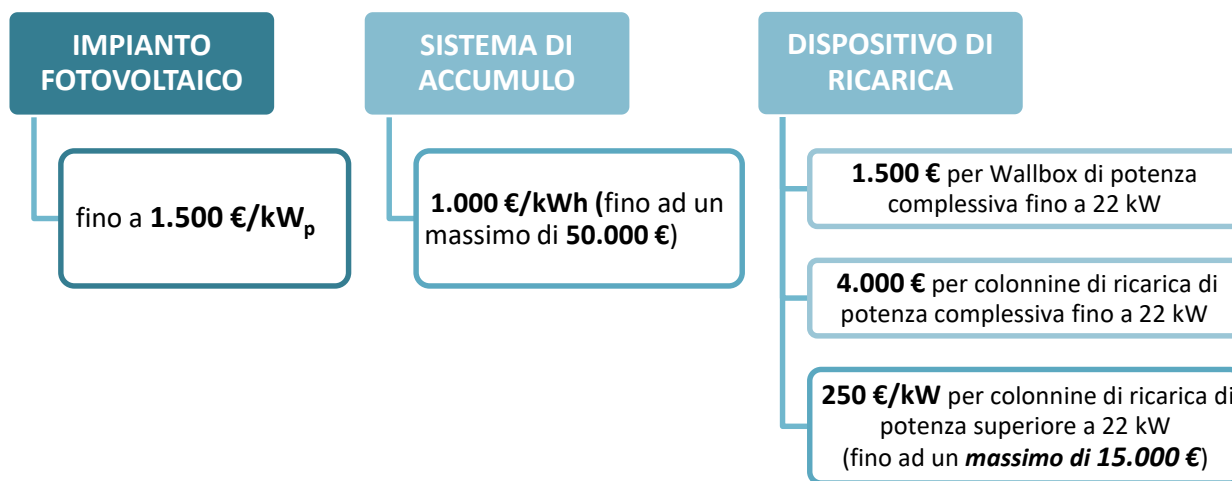 IMPIANTO
FOTOVOLTAICO
fino a 1.500 €/kWp
SISTEMA DI
ACCUMULO
1.000 €/kWh (fino ad un
massimo di 50.000 €)
DISPOSITIVO DI
RICARICA
1.500 € per Wallbox di potenza
complessiva fino a 22 kW
4.000 € per colonnine di ricarica di
potenza complessiva fino a 22 kW
250 €/kW per colonnine di ricarica di
potenza superiore a 22 kW
(fino ad un massimo di 15.000 €)